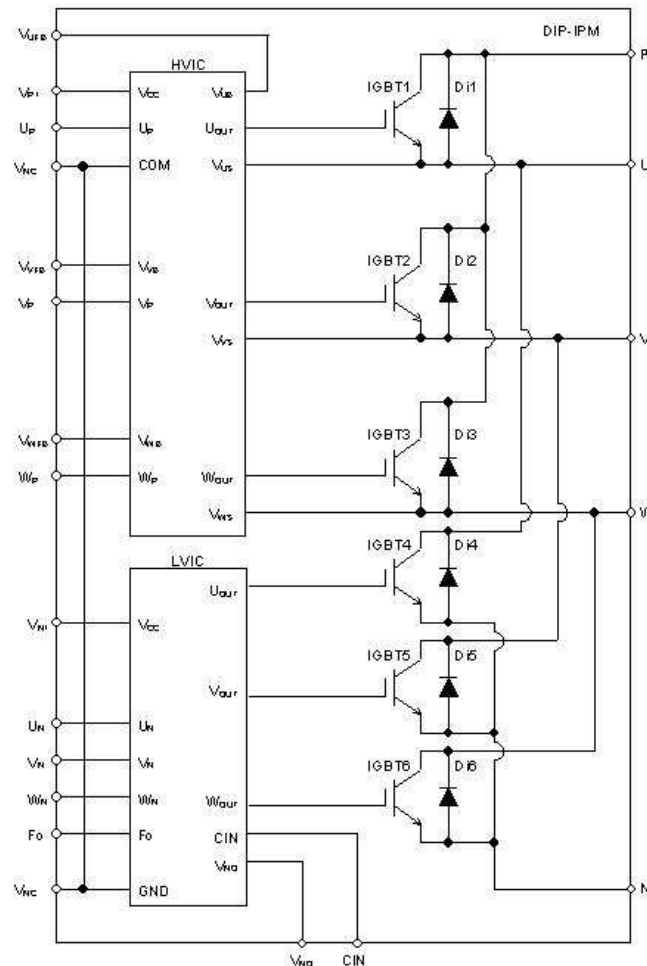 DIP-IPM
VUFB
P
HVIC
IGBT1
Di1
VP1
VCC
VUB
UP
UP
UOUT
VNC
COM
VUS
U
IGBT2
Di2
VVFB
VVB
VP
VP
VOUT
VVS
V
IGBT3
Di3
VWFB
VWB
WP
WP
WOUT
VWS
W
IGBT4
Di4
LVIC
UOUT
VN1
VCC
IGBT5
Di5
VOUT
UN
UN
VN
VN
IGBT6
Di6
WN
WN
WOUT
Fo
Fo
CIN
VNO
VNC
GND
N
VNO
CIN